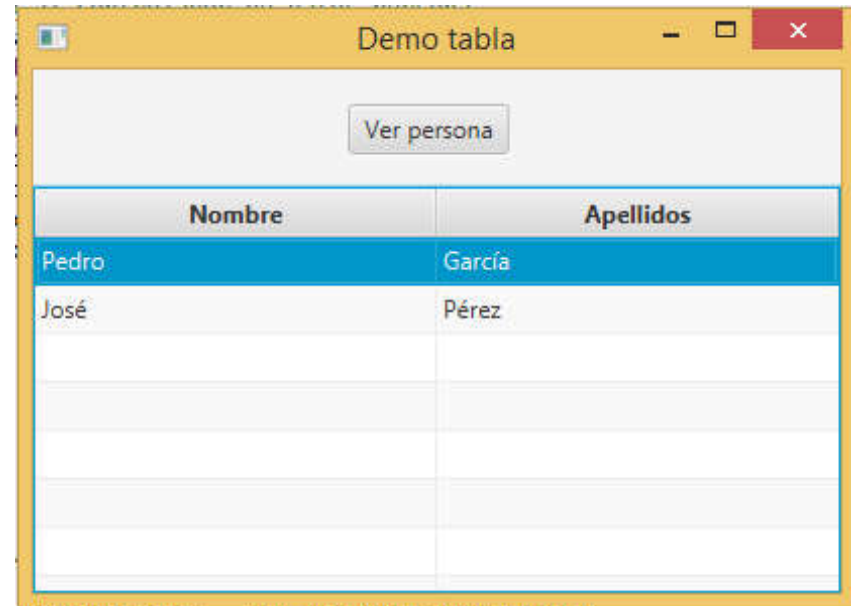 Demo tabla
Ver persona
Nombre Apellidos
Pedro García
José Pérez